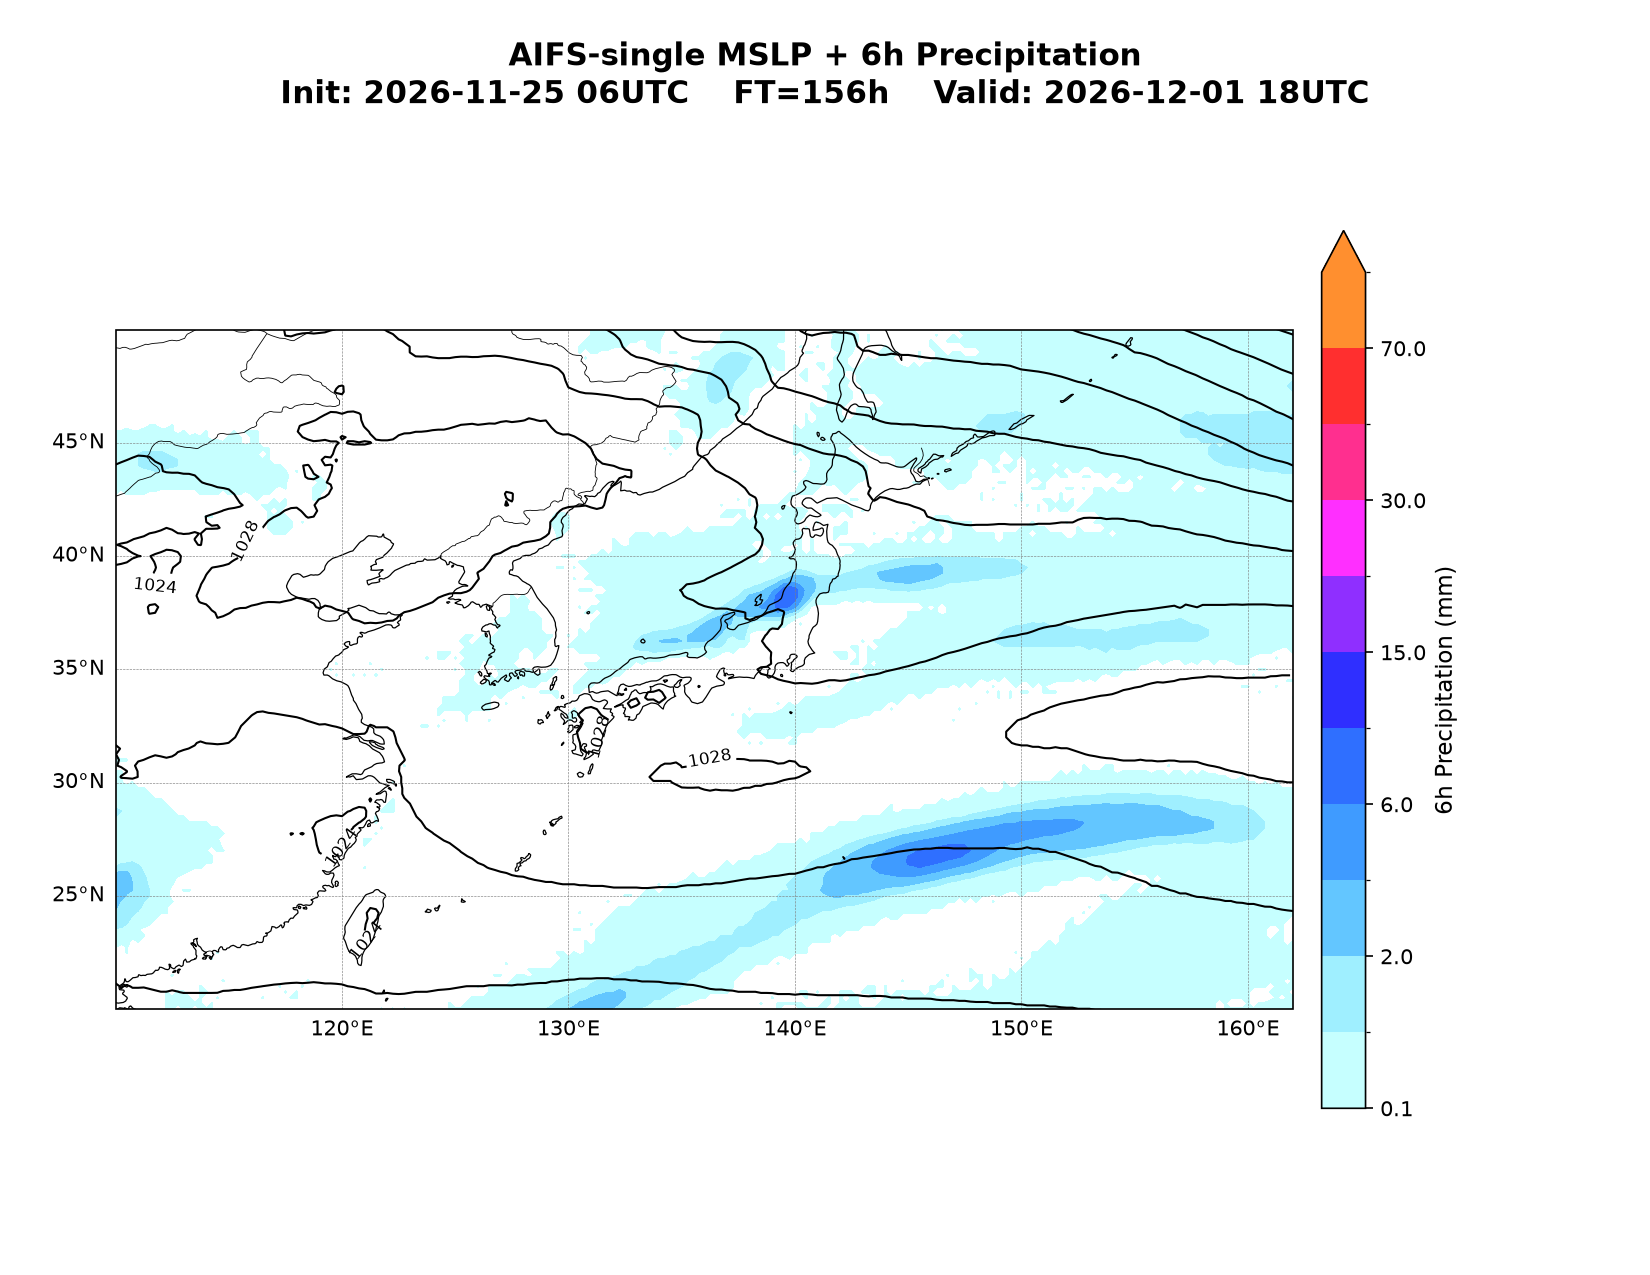 AIFS-single MSLP + 6h Precipitation
Init: 2026-11-25 06UTC    FT=156h    Valid: 2026-12-01 18UTC
70.0
45°N
1028
40°N
30.0
1024
35°N
15.0
1028
1028
30°N
6.0
1024
25°N
1024
2.0
120°E 130°E 140°E 150°E 160°E
0.1
6h Precipitation (mm)